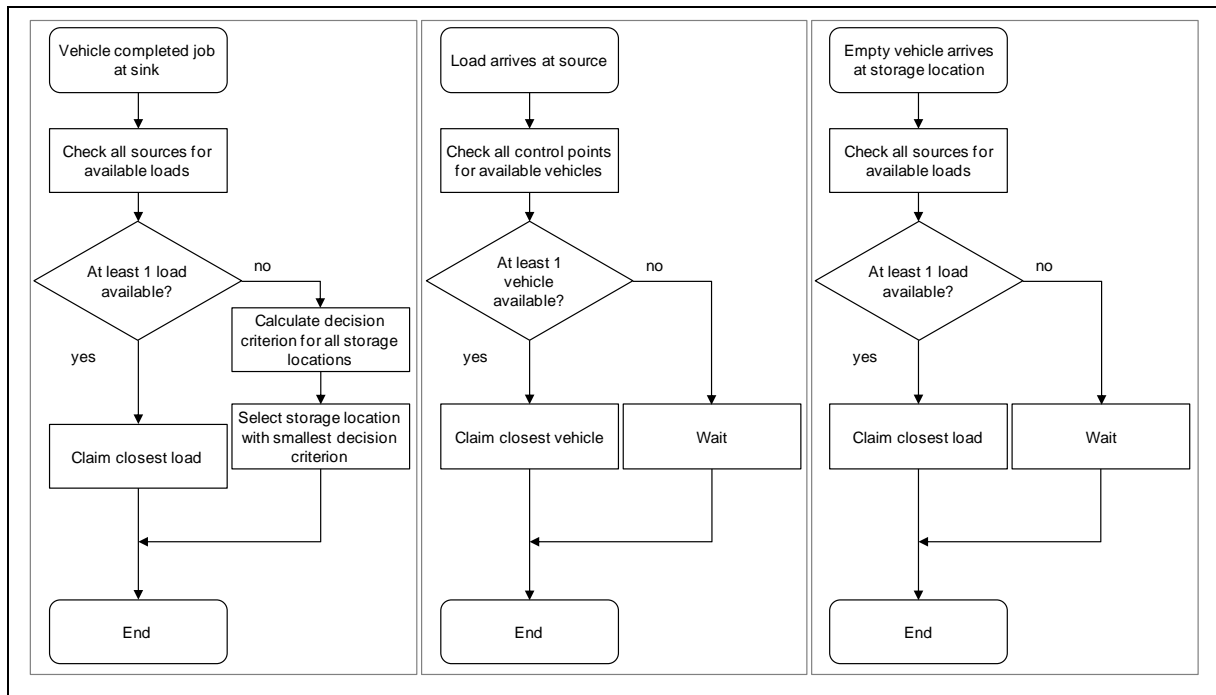 Vehicle completed job
at sink
Check all sources for
available loads
At least 1 load
available?
no
yes
Calculate decision
criterion for all storage
locations
Select storage location
with smallest decision
criterion
Claim closest load
End
Load arrives at source
Check all control points
for available vehicles
At least 1
vehicle
available?
no
yes
Claim closest vehicle
Wait
End
Empty vehicle arrives
at storage location
Check all sources for
available loads
At least 1 load
available?
no
yes
Claim closest load
Wait
End